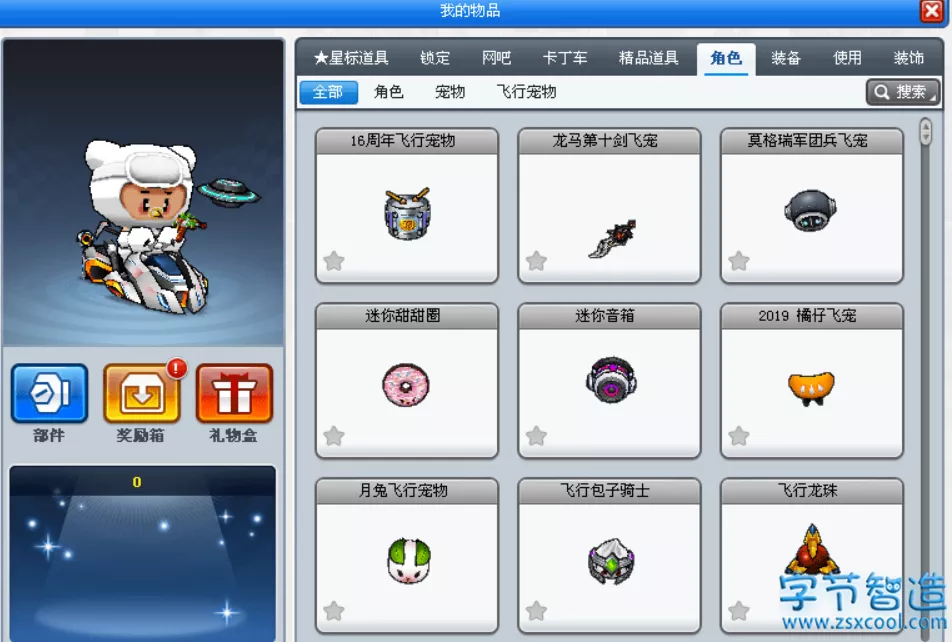 我的物品
★星标道具 锁定 网吧 卡丁车 精品道具 角色 装备 使用 装饰
全部 角色 宠物 飞行宠物 搜索
16周年飞行宠物 龙马第十剑飞宠 莫格瑞军团兵飞宠
迷你甜甜圈 迷你音箱 2019 橘仔飞宠
部件 奖励箱 礼物盒
0
月兔飞行宠物 飞行包子骑士 飞行龙珠
字节智造
www.zsxcool.com